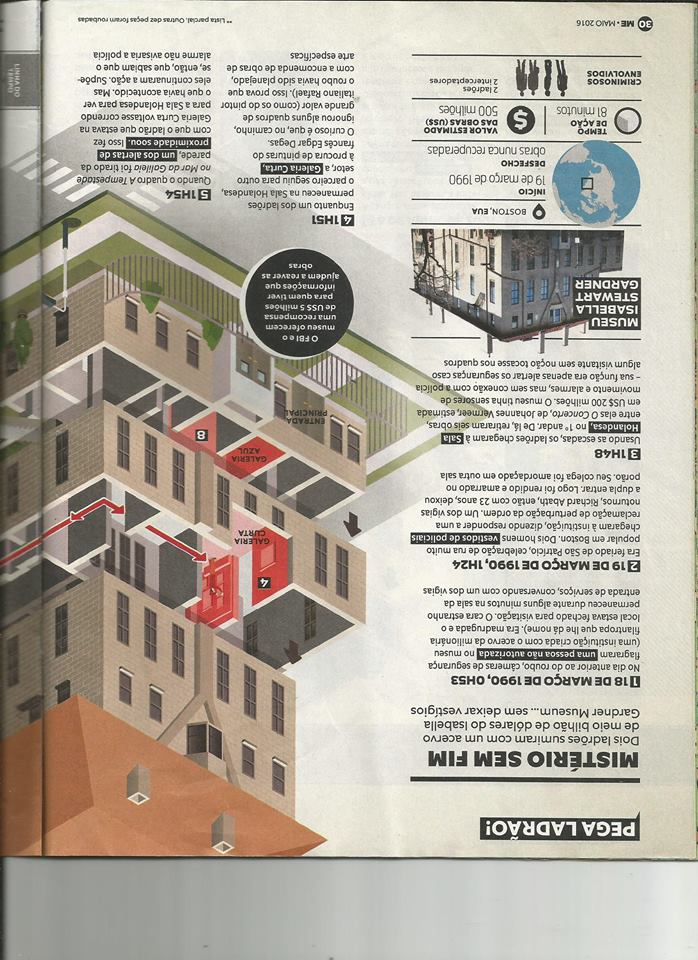 PEGA LADRÃO!
MISTÉRIO SEM FIM
Dois ladrões sumiram com um acervo
de meio bilhão de dólares do Isabella
Gardner Museum... sem deixar vestígios
1 18 DE MARÇO DE 1990, 0H53
No dia anterior ao do roubo, câmeras de segurança
flagraram uma pessoa não autorizada no museu
(uma instituição criada com o acervo da milionária
filantropa que lhe dá nome). Era madrugada e o
local estava fechado para visitação. O cara estranho
permaneceu durante alguns minutos na sala da
entrada de serviços, conversando com um dos vigias
2 19 DE MARÇO DE 1990, 1H24
Era feriado de São Patrício, celebração de rua muito
popular em Boston. Dois homens vestidos de policiais
chegaram à instituição, dizendo responder a uma
reclamação de perturbação da ordem. Um dos vigias
noturnos, Richard Abath, então com 23 anos, deixou
a dupla entrar. Logo foi rendido e amarrado no
porão. Seu colega foi amordaçado em outra sala
3 1H48
Usando as escadas, os ladrões chegaram à Sala
Holandesa, no 1º andar. De lá, retiraram seis obras,
entre elas O Concerto, de Johannes Vermeer, estimada
em US$ 200 milhões. O museu tinha sensores de
movimento e alarmes, mas sem conexão com a polícia
– sua função era apenas alertar os seguranças caso
algum visitante sem noção tocasse nos quadros
MUSEU
ISABELLA
STEWART
GARDNER
BOSTON, EUA
INÍCIO
19 de março de 1990
DESFECHO
obras nunca recuperadas
TEMPO
DE AÇÃO
81 minutos
VALOR ESTIMADO
DAS OBRAS (US$)
500 milhões
CRIMINOSOS
ENVOLVIDOS
2 ladrões
2 interceptadores
4
GALERIA
CURTA
GALERIA
AZUL
8
ENTRADA
PRINCIPAL
O FBI e o
museu oferecem
uma recompensa
de US$ 5 milhões
para quem tiver
informações que
ajudem a reaver as
obras
4 1H51
Enquanto um dos ladrões
permaneceu na Sala Holandesa,
o parceiro seguiu para outro
setor, a Galeria Curta,
à procura de pinturas do
francês Edgar Degas.
O curioso é que, no caminho,
ignorou alguns quadros de
grande valor (como os do pintor
italiano Rafael). Isso prova que
o roubo havia sido planejado,
com a encomenda de obras de
arte específicas
5 1H54
Quando o quadro A Tempestade
no Mar da Galileia foi tirado da
parede, um dos alertas de
proximidade soou. Isso fez
com que o ladrão que estava na
Galeria Curta voltasse correndo
para a Sala Holandesa para ver
o que havia acontecido. Mas
eles continuaram a ação. Supõe-
se, então, que sabiam que o
alarme não avisaria a polícia
LINHA DO
TEMPO
30 ME • MAIO 2016
** Lista parcial. Outras dez peças foram roubadas